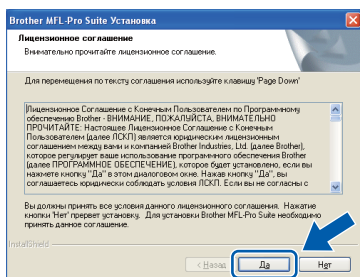 Brother MFL-Pro Suite Установка
Лицензионное соглашение
Внимательно прочитайте лицензионное соглашение.
Для перемещения по тексту соглашения используйте клавишу 'Page Down'
Лицензионное Соглашение с Конечным Пользователем по Программному
обеспечению Brother - ВНИМАНИЕ, ПОЖАЛУЙСТА, ВНИМАТЕЛЬНО
ПРОЧИТАЙТЕ: Настоящее Лицензионное Соглашение с Конечным
Пользователем (далее ЛСКП) является юридическим лицензионным
соглашением между вами и компанией Brother Industries, Ltd. (далее Brother),
которое регулирует ваше использование программного обеспечения Brother
(далее ПРОГРАММНОЕ ОБЕСПЕЧЕНИЕ), которое будет установлено, если вы
нажмете кнопку "Да" в этом диалоговом окне. Нажав кнопку "Да", вы
соглашаетесь юридически соблюдать условия ЛСКП. Если вы не согласны с
Вы должны принять все условия данного лицензионного соглашения. Нажатие
кнопки 'Нет' прервет установку. Для установки Brother MFL-Pro Suite необходимо
принять данное соглашение.
InstallShield
< Назад
Да
Нет